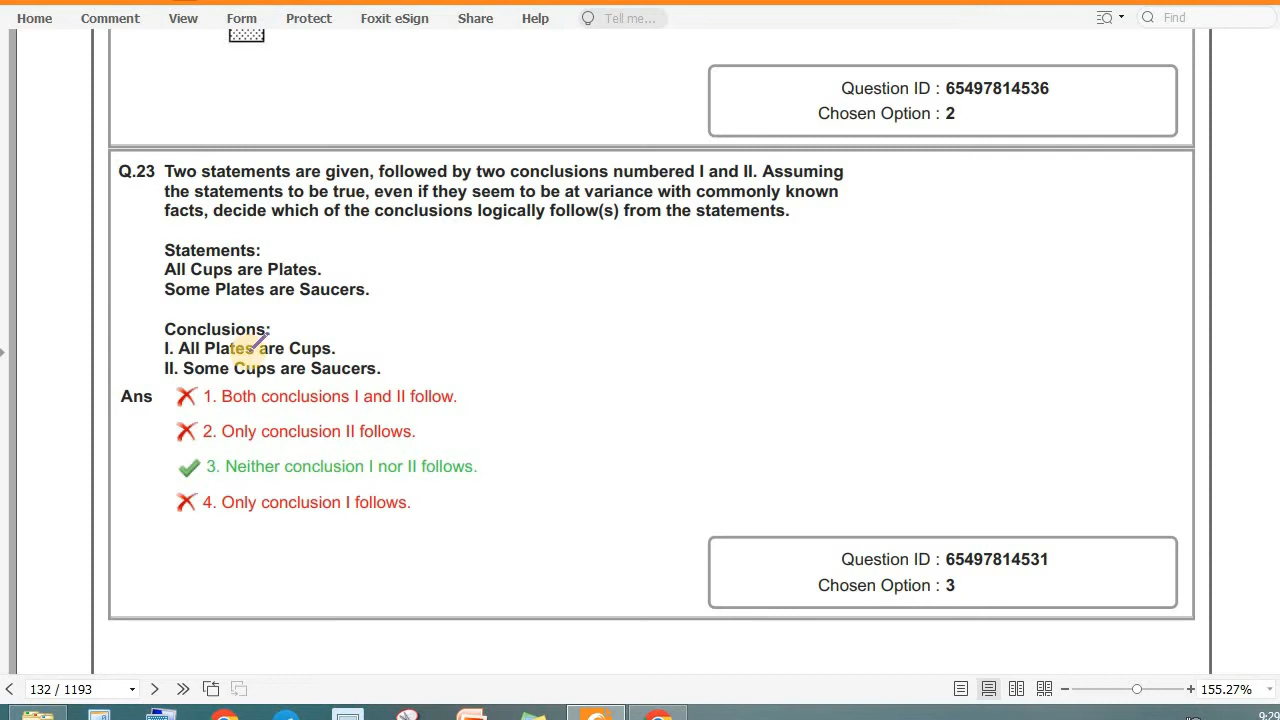 Home Comment View Form Protect Foxit eSign Share Help Tell me... Find
Question ID : 65497814536
Chosen Option : 2
Q.23 Two statements are given, followed by two conclusions numbered I and II. Assuming
the statements to be true, even if they seem to be at variance with commonly known
facts, decide which of the conclusions logically follow(s) from the statements.
Statements:
All Cups are Plates.
Some Plates are Saucers.
Conclusions:
I. All Plates are Cups.
II. Some Cups are Saucers.
Ans 1. Both conclusions I and II follow.
2. Only conclusion II follows.
3. Neither conclusion I nor II follows.
4. Only conclusion I follows.
Question ID : 65497814531
Chosen Option : 3
132 / 1193 155.27%